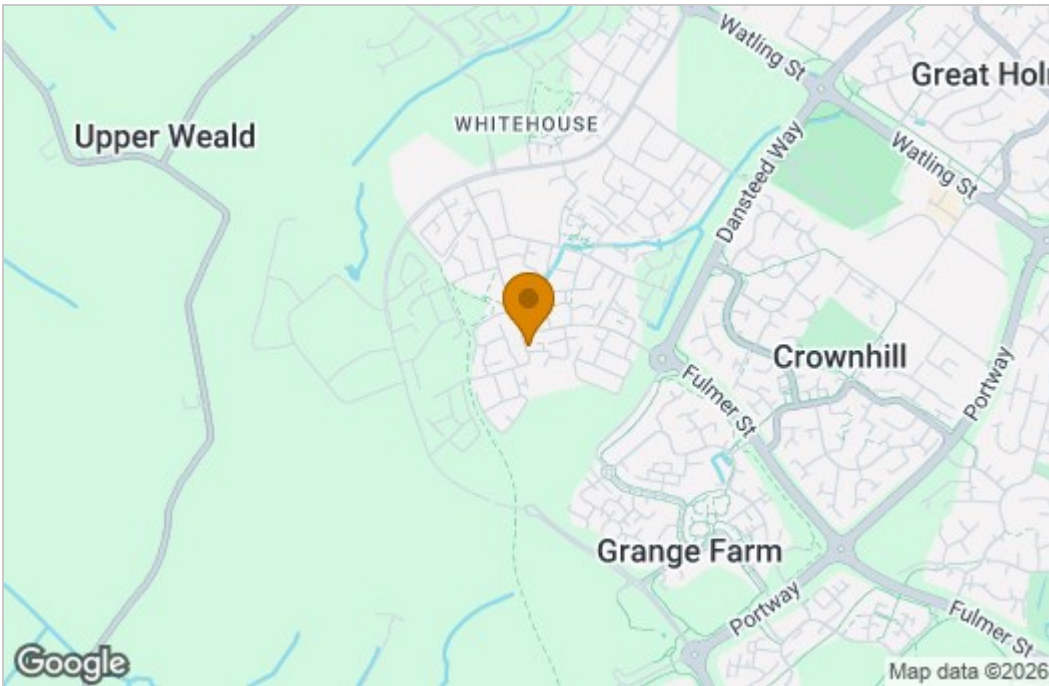 Watling St
Great Hol
Upper Weald
WHITEHOUSE
Dansteed Way
Watling St
Crownhill
Portway
Fulmer St
Grange Farm
Portway
Fulmer St
Google
Map data ©2026